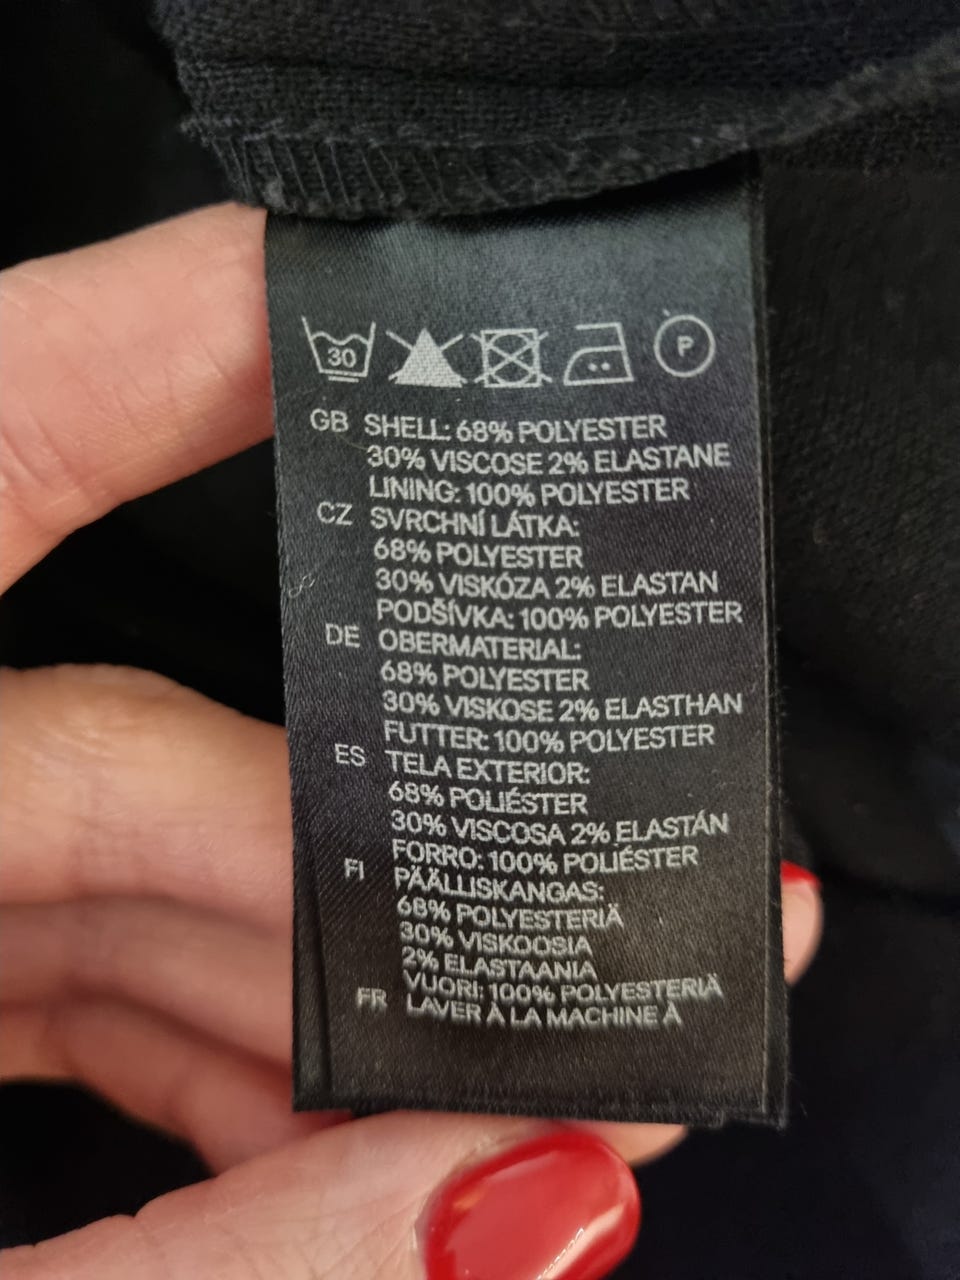 30
P
GB SHELL: 68% POLYESTER
30% VISCOSE 2% ELASTANE
LINING: 100% POLYESTER
CZ SVRCHNÍ LÁTKA:
68% POLYESTER
30% VISKÓZA 2% ELASTAN
PODŠÍVKA: 100% POLYESTER
DE OBERMATERIAL:
68% POLYESTER
30% VISKOSE 2% ELASTHAN
FUTTER: 100% POLYESTER
ES TELA EXTERIOR:
68% POLIÉSTER
30% VISCOSA 2% ELASTÁN
FORRO: 100% POLIÉSTER
FI PÄÄLLISKANGAS:
68% POLYESTERIÄ
30% VISKOOSIA
2% ELASTAANIA
VUORI: 100% POLYESTERIÄ
FR LAVER À LA MACHINE À